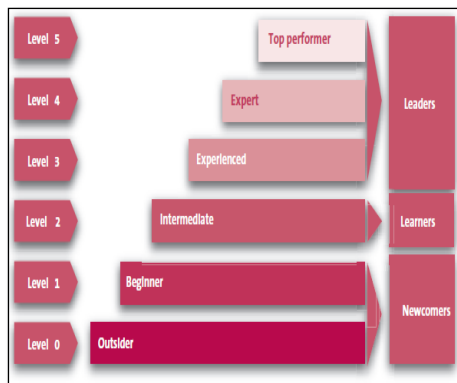 Level 5
Top performer
Level 4
Expert
Leaders
Level 3
Experienced
Level 2
Intermediate
Learners
Level 1
Beginner
Newcomers
Level 0
Outsider